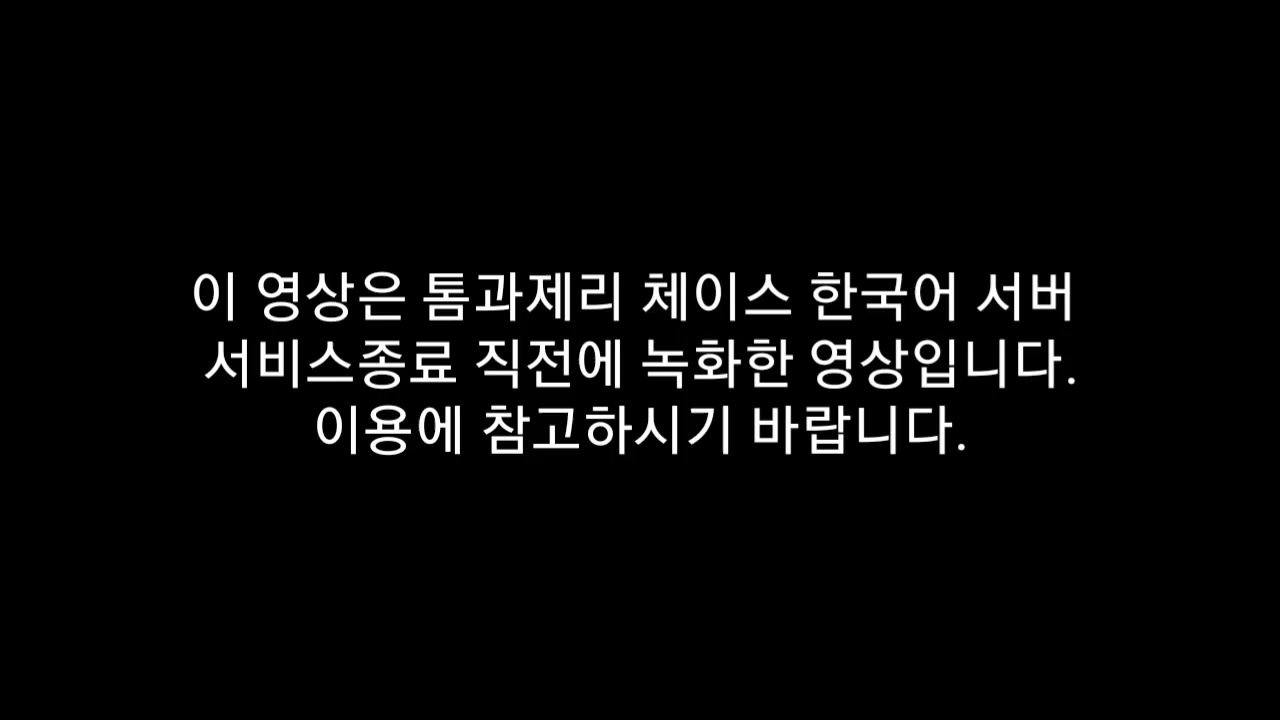 이 영상은 톰과제리 체이스 한국어 서버
서비스종료 직전에 녹화한 영상입니다.
이용에 참고하시기 바랍니다.